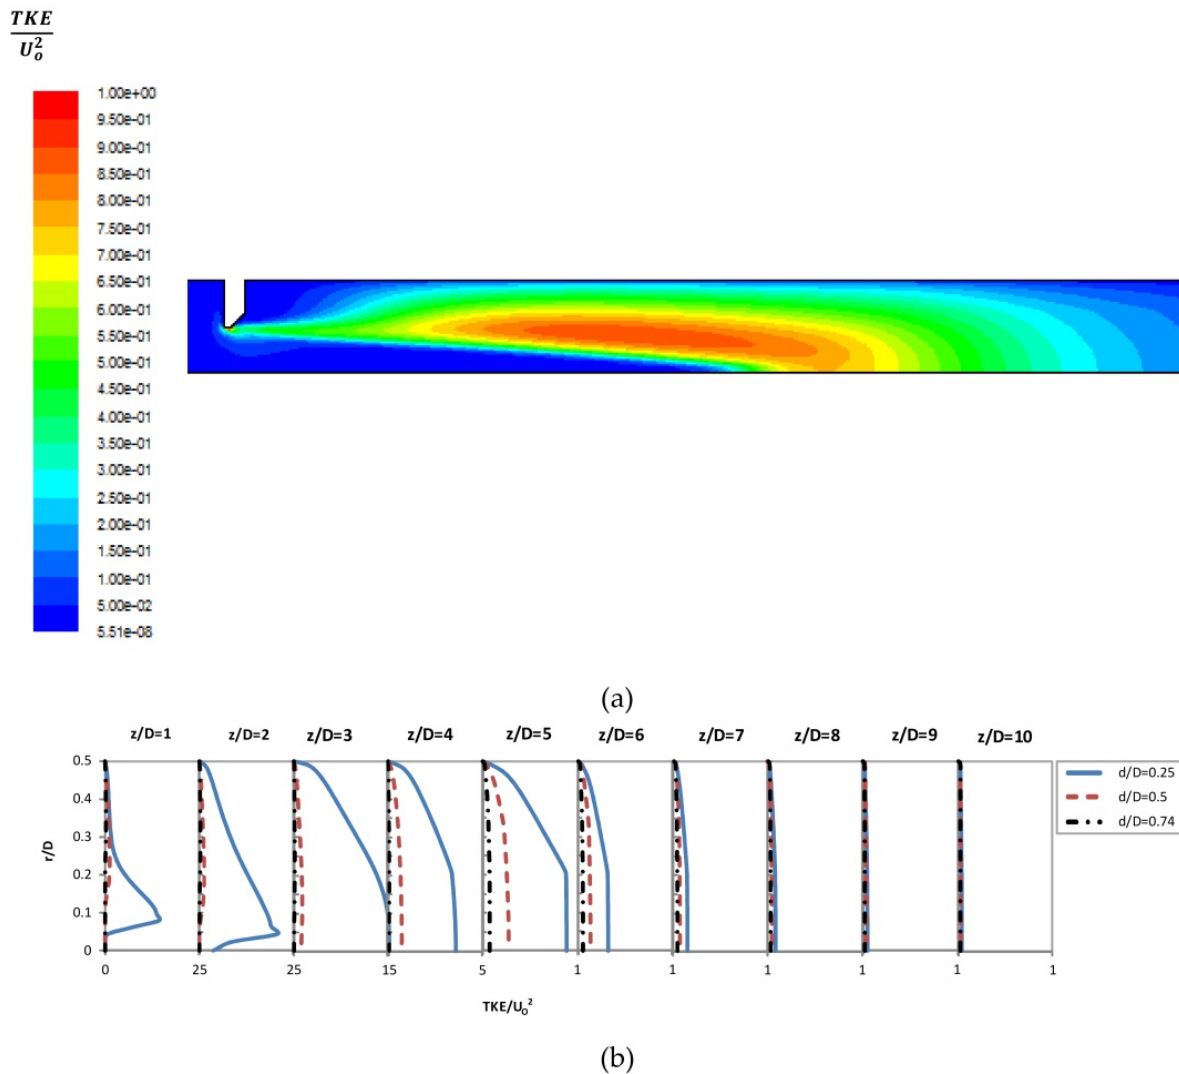 TKE
U₀²
1.00e+00
9.50e-01
9.00e-01
8.50e-01
8.00e-01
7.50e-01
7.00e-01
6.50e-01
6.00e-01
5.50e-01
5.00e-01
4.50e-01
4.00e-01
3.50e-01
3.00e-01
2.50e-01
2.00e-01
1.50e-01
1.00e-01
5.00e-02
5.51e-08
(a)
z/D=1 z/D=2 z/D=3 z/D=4 z/D=5 z/D=6 z/D=7 z/D=8 z/D=9 z/D=10
0.5
0.4
0.3
0.2
0.1
0
r/D
d/D=0.25
d/D=0.5
d/D=0.74
0 25 25 15 5 1 1 1 1 1 1
TKE/U₀²
(b)